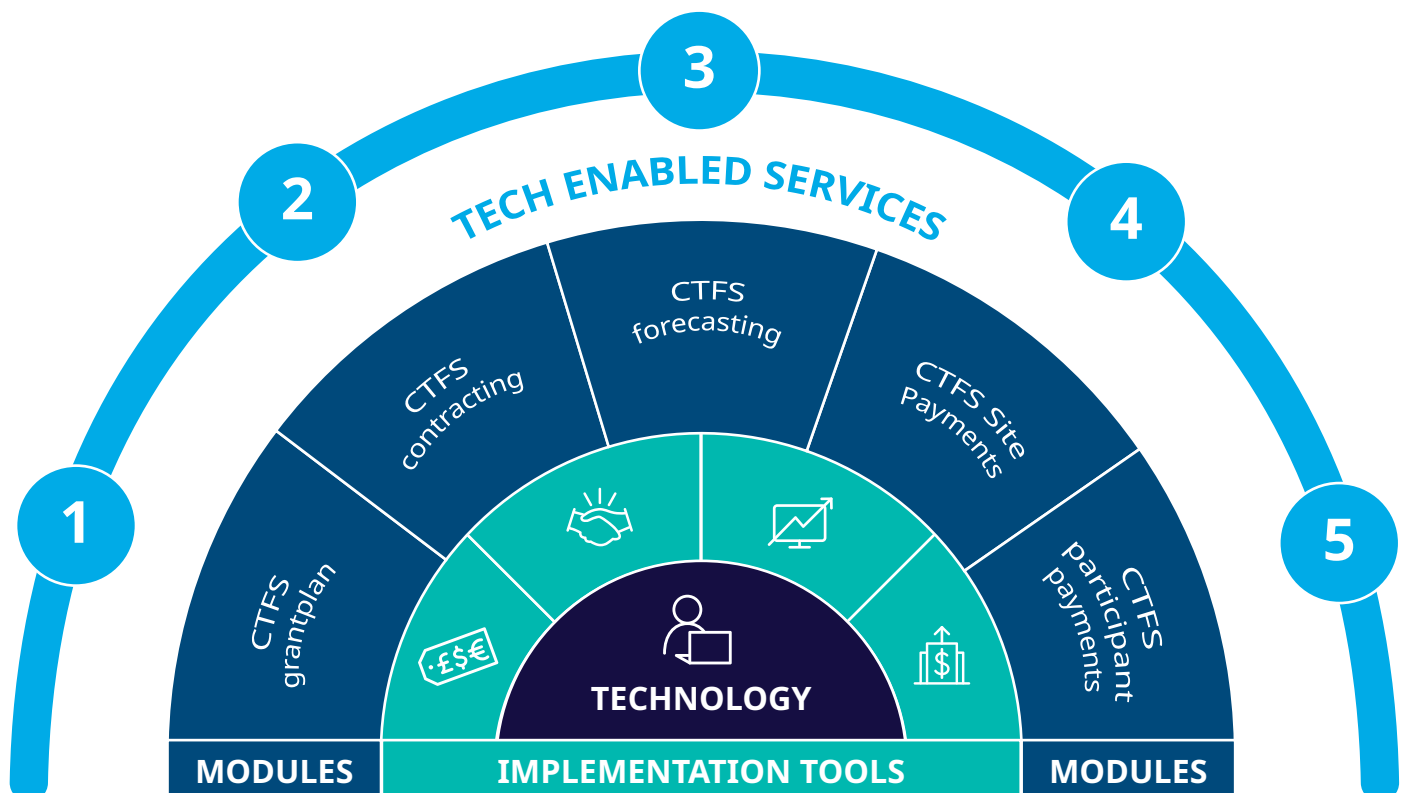 3
2
4
1
5
TECH ENABLED SERVICES
CTFS
grantplan
CTFS
contracting
CTFS
forecasting
CTFS Site
Payments
CTFS
participant
payments
£$€
$
TECHNOLOGY
MODULES
IMPLEMENTATION TOOLS
MODULES